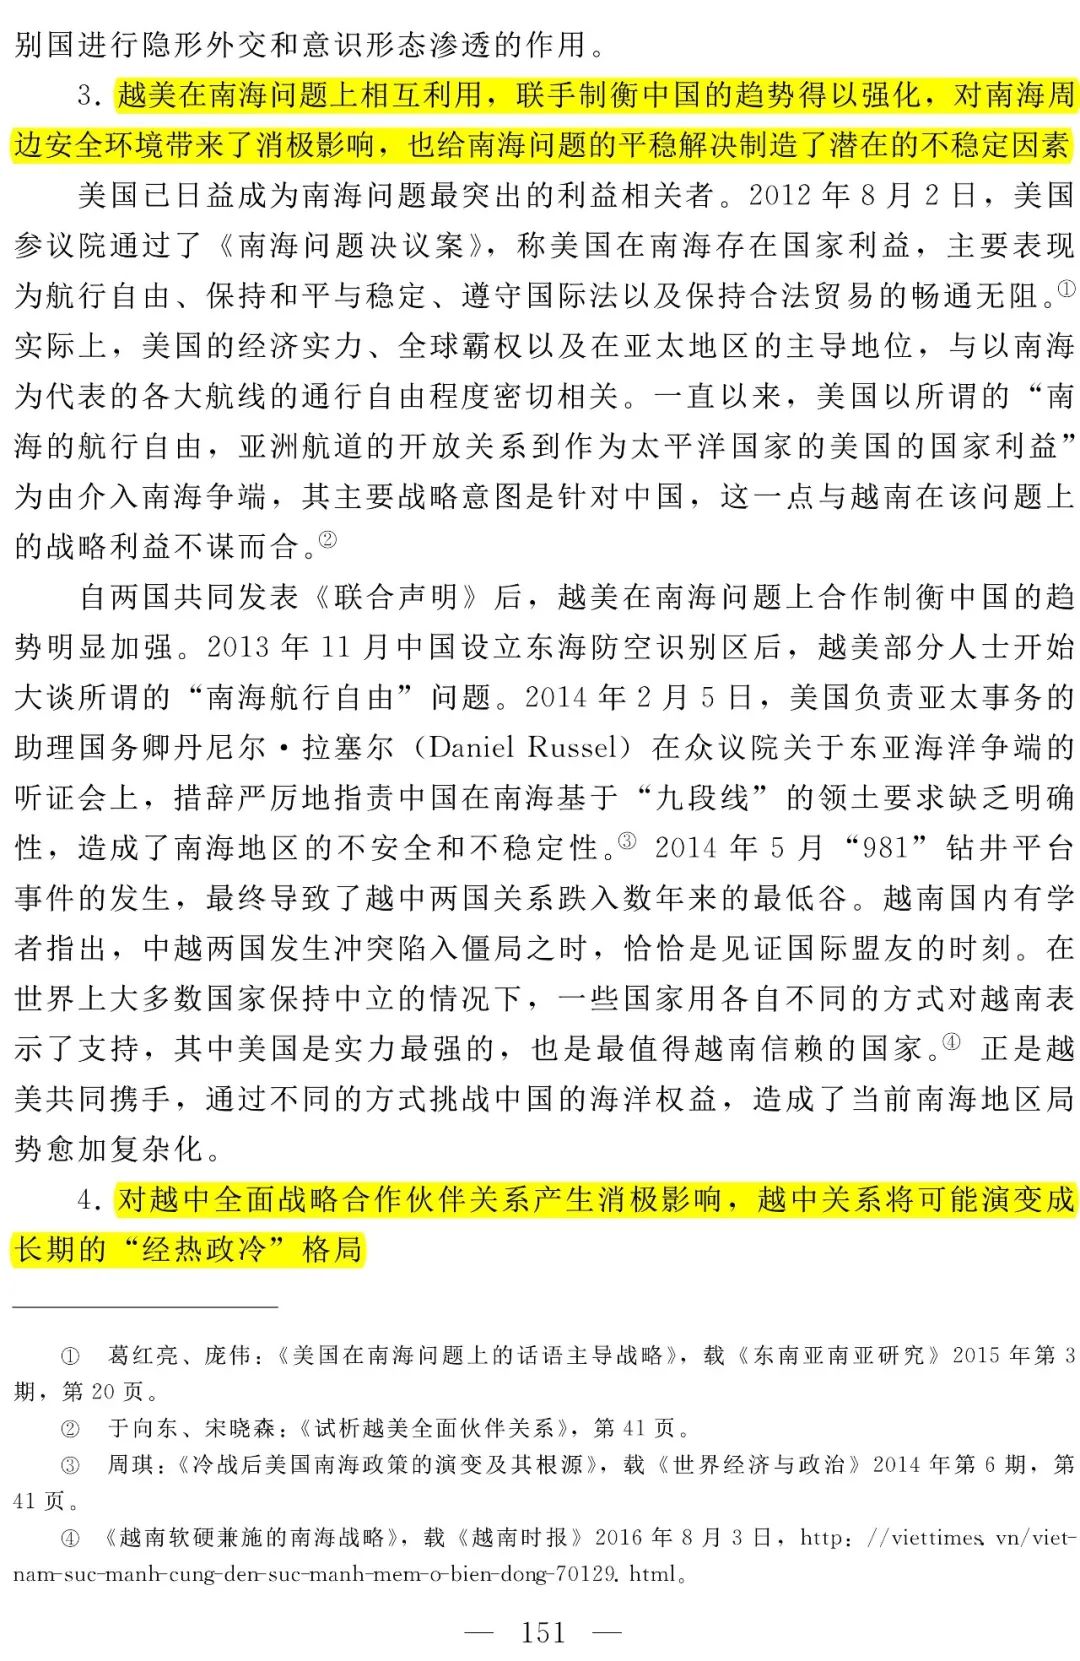 别国进行隐形外交和意识形态渗透的作用。
3. 越美在南海问题上相互利用，联手制衡中国的趋势得以强化，对南海周
边安全环境带来了消极影响，也给南海问题的平稳解决制造了潜在的不稳定因素
美国已日益成为南海问题最突出的利益相关者。2012 年 8 月 2 日，美国
参议院通过了《南海问题决议案》，称美国在南海存在国家利益，主要表现
为航行自由、保持和平与稳定、遵守国际法以及保持合法贸易的畅通无阻。①
实际上，美国的经济实力、全球霸权以及在亚太地区的主导地位，与以南海
为代表的各大航线的通行自由程度密切相关。一直以来，美国以所谓的“南
海的航行自由，亚洲航道的开放关系到作为太平洋国家的美国的国家利益”
为由介入南海争端，其主要战略意图是针对中国，这一点与越南在该问题上
的战略利益不谋而合。②
自两国共同发表《联合声明》后，越美在南海问题上合作制衡中国的趋
势明显加强。2013 年 11 月中国设立东海防空识别区后，越美部分人士开始
大谈所谓的“南海航行自由”问题。2014 年 2 月 5 日，美国负责亚太事务的
助理国务卿丹尼尔·拉塞尔（Daniel Russel）在众议院关于东亚海洋争端的
听证会上，措辞严厉地指责中国在南海基于“九段线”的领土要求缺乏明确
性，造成了南海地区的不安全和不稳定性。③ 2014 年 5 月“981”钻井平台
事件的发生，最终导致了越中两国关系跌入数年来的最低谷。越南国内有学
者指出，中越两国发生冲突陷入僵局之时，恰恰是见证国际盟友的时刻。在
世界上大多数国家保持中立的情况下，一些国家用各自不同的方式对越南表
示了支持，其中美国是实力最强的，也是最值得越南信赖的国家。④ 正是越
美共同携手，通过不同的方式挑战中国的海洋权益，造成了当前南海地区局
势愈加复杂化。
4. 对越中全面战略合作伙伴关系产生消极影响，越中关系将可能演变成
长期的“经热政冷”格局
① 葛红亮、庞伟：《美国在南海问题上的话语主导战略》，载《东南亚南亚研究》2015 年第 3
期，第 20 页。
② 于向东、宋晓森：《试析越美全面伙伴关系》，第 41 页。
③ 周琪：《冷战后美国南海政策的演变及其根源》，载《世界经济与政治》2014 年第 6 期，第
41 页。
④ 《越南软硬兼施的南海战略》，载《越南时报》2016 年 8 月 3 日，http：//viettimes. vn/viet-
nam-suc-manh-cung-den-suc-manh-mem-o-bien-dong-70129. html。
— 151 —